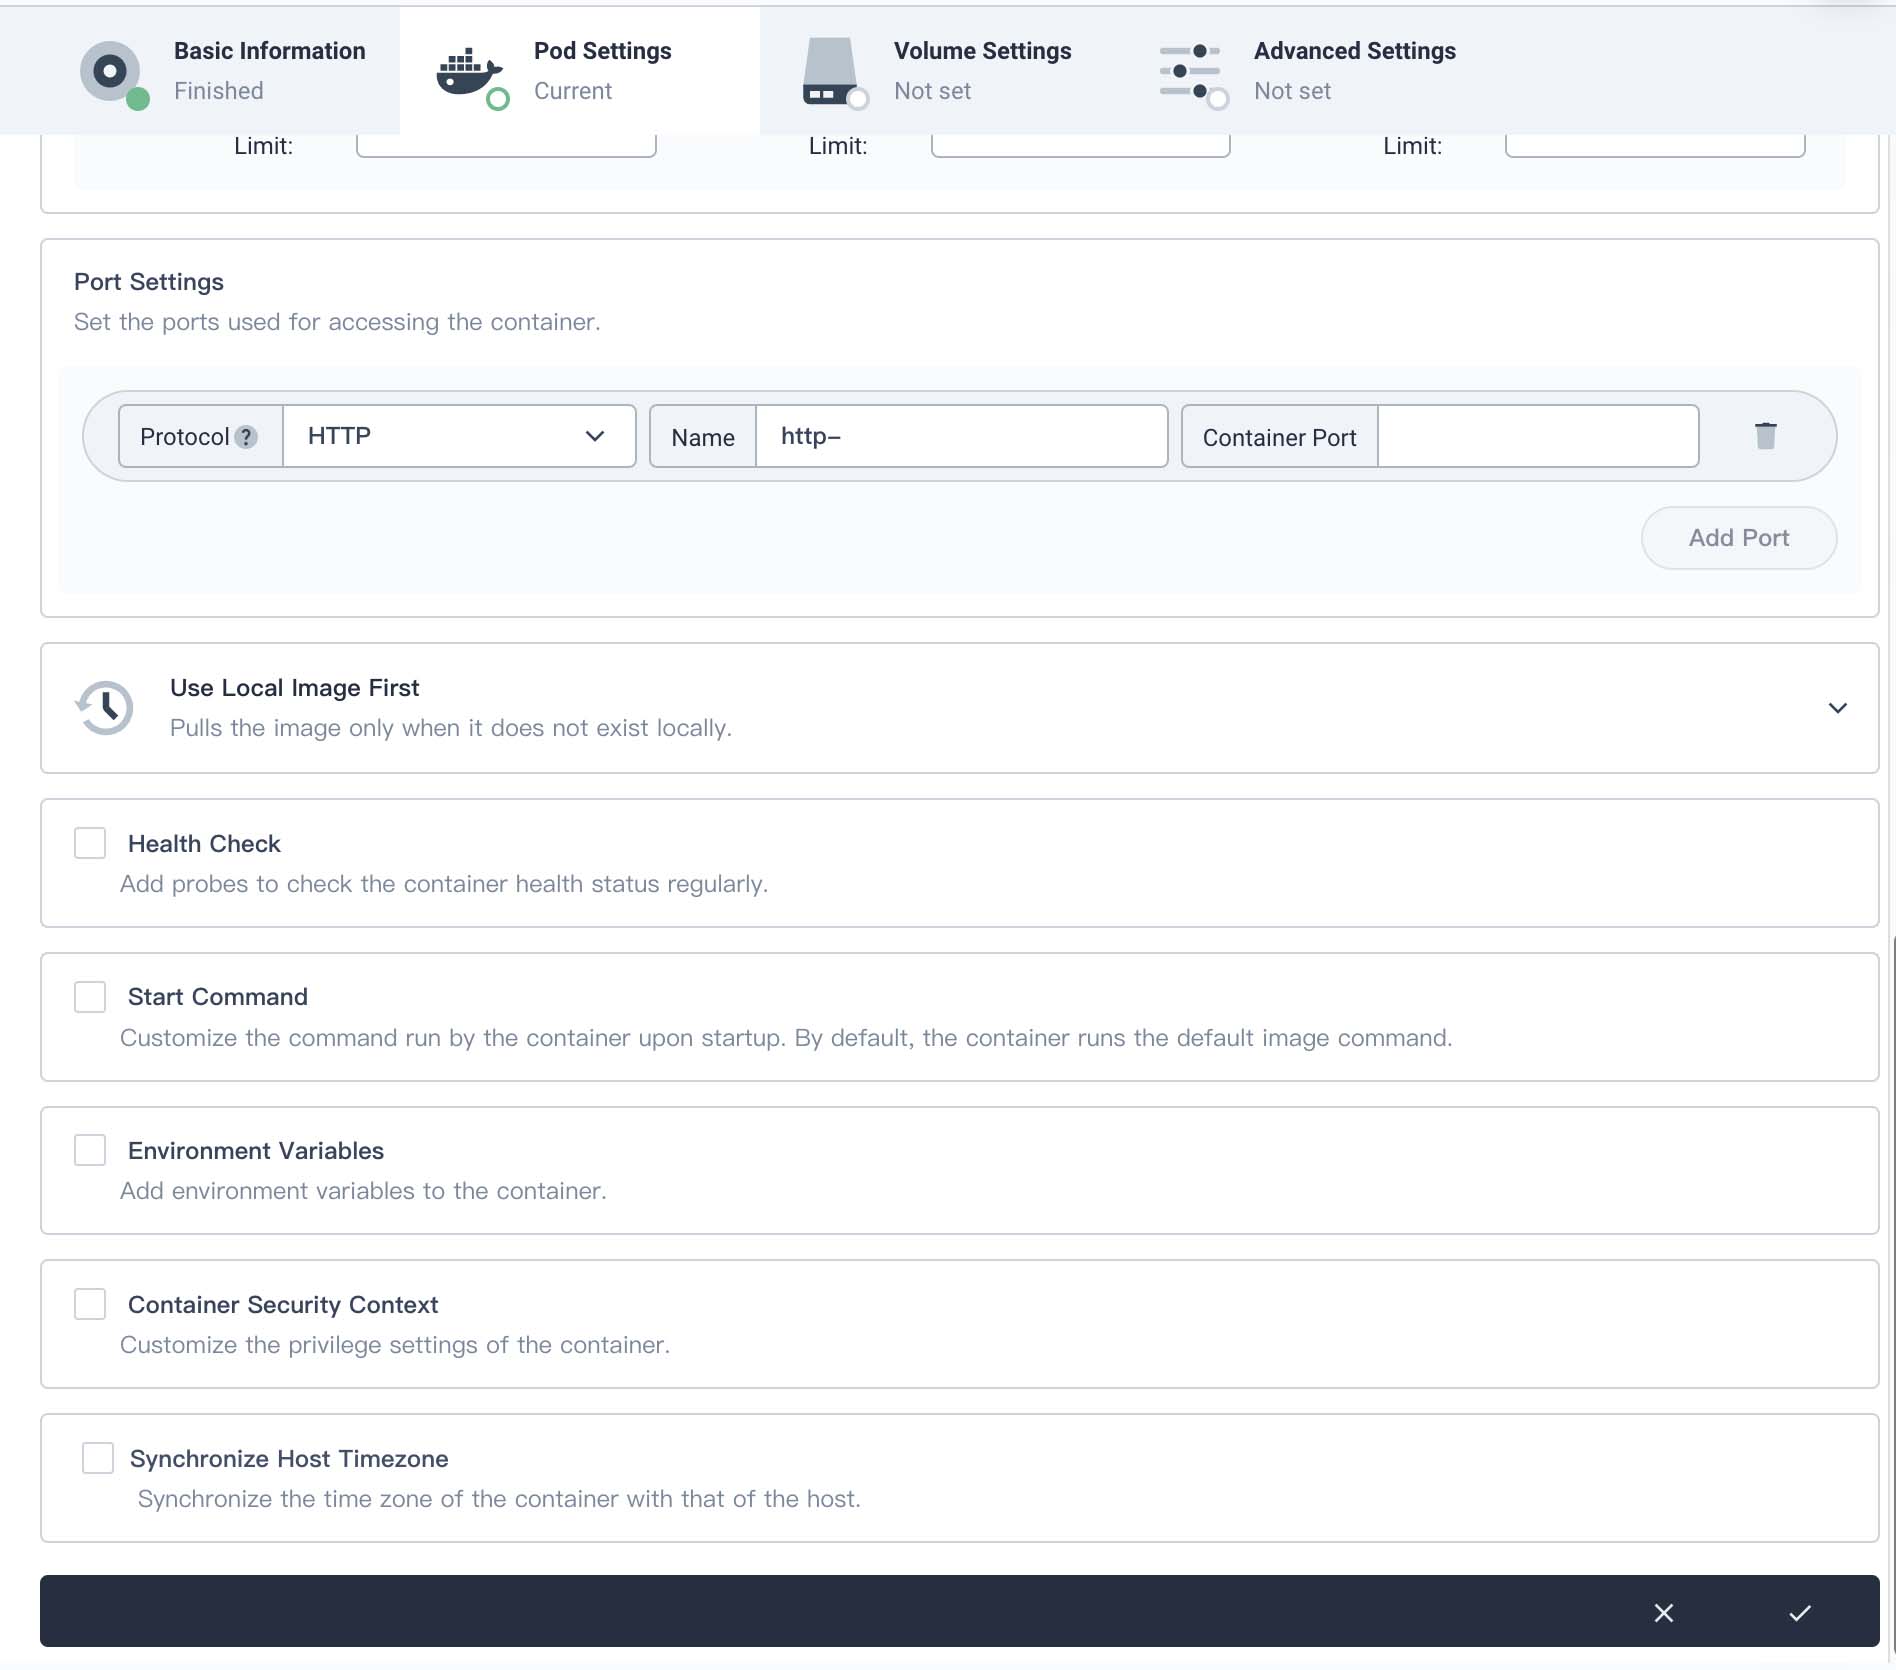 Basic Information
Finished
Pod Settings
Current
Volume Settings
Not set
Advanced Settings
Not set
Limit:
Limit:
Limit:
Port Settings
Set the ports used for accessing the container.
Protocol ? HTTP Name http- Container Port
Add Port
Use Local Image First
Pulls the image only when it does not exist locally.
Health Check
Add probes to check the container health status regularly.
Start Command
Customize the command run by the container upon startup. By default, the container runs the default image command.
Environment Variables
Add environment variables to the container.
Container Security Context
Customize the privilege settings of the container.
Synchronize Host Timezone
Synchronize the time zone of the container with that of the host.